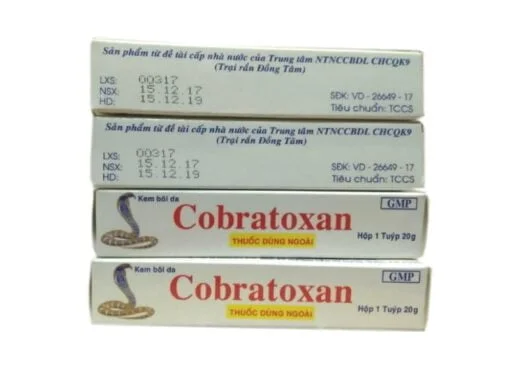 Sản phẩm từ đề tài cấp nhà nước của Trung tâm NTNCCBDL CHCQK9
(Trại rắn Đồng Tâm)
LXS: 00317
NSX: 15.12.17
HD: 15.12.19
SĐK: VD - 26649 - 17
Tiêu chuẩn: TCCS
Sản phẩm từ đề tài cấp nhà nước của Trung tâm NTNCCBDL CHCQK9
(Trại rắn Đồng Tâm)
LXS: 00317
NSX: 15.12.17
HD: 15.12.19
SĐK: VD - 26649 - 17
Tiêu chuẩn: TCCS
Kem bôi da
GMP
Cobratoxan
THUỐC DÙNG NGOÀI
Hộp 1 Tuýp 20g
Kem bôi da
GMP
Cobratoxan
THUỐC DÙNG NGOÀI
Hộp 1 Tuýp 20g